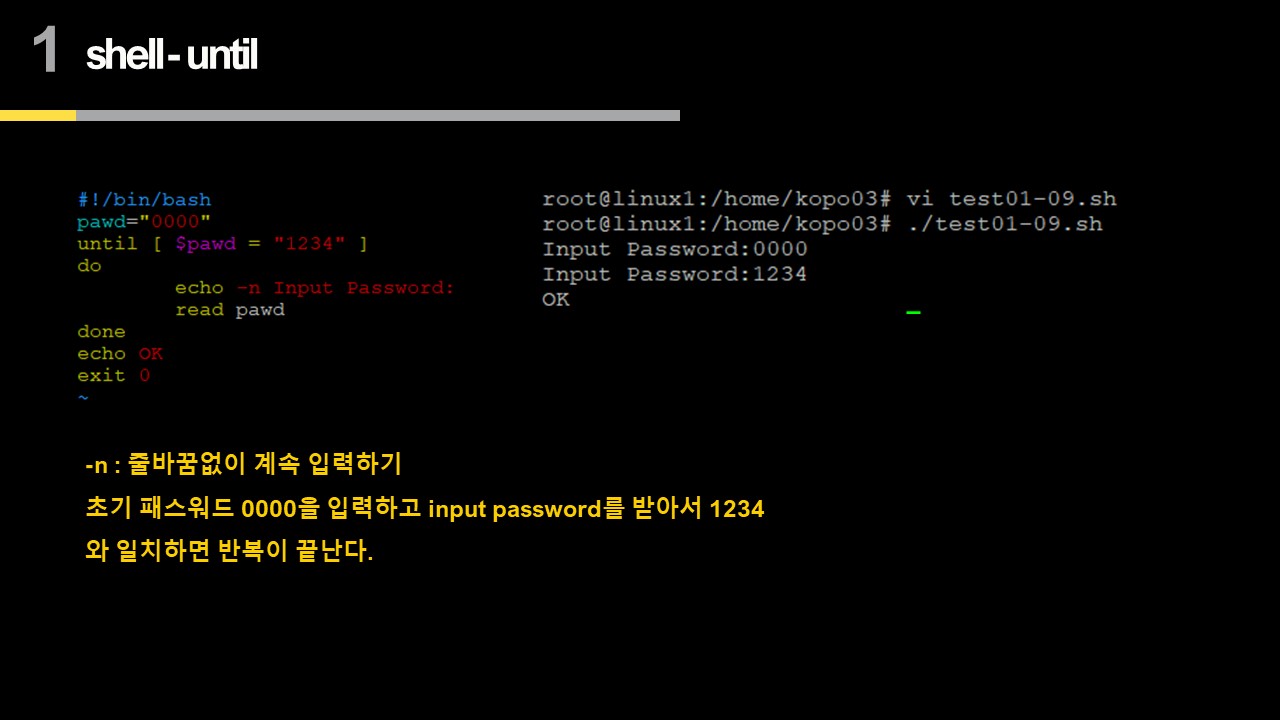 1 shell - until
#!/bin/bash
pawd="0000"
until [ $pawd = "1234" ]
do
echo -n Input Password:
read pawd
done
echo OK
exit 0
~
root@linux1:/home/kopo03# vi test01-09.sh
root@linux1:/home/kopo03# ./test01-09.sh
Input Password:0000
Input Password:1234
OK
-n : 줄바꿈없이 계속 입력하기
초기 패스워드 0000을 입력하고 input password를 받아서 1234
와 일치하면 반복이 끝난다.